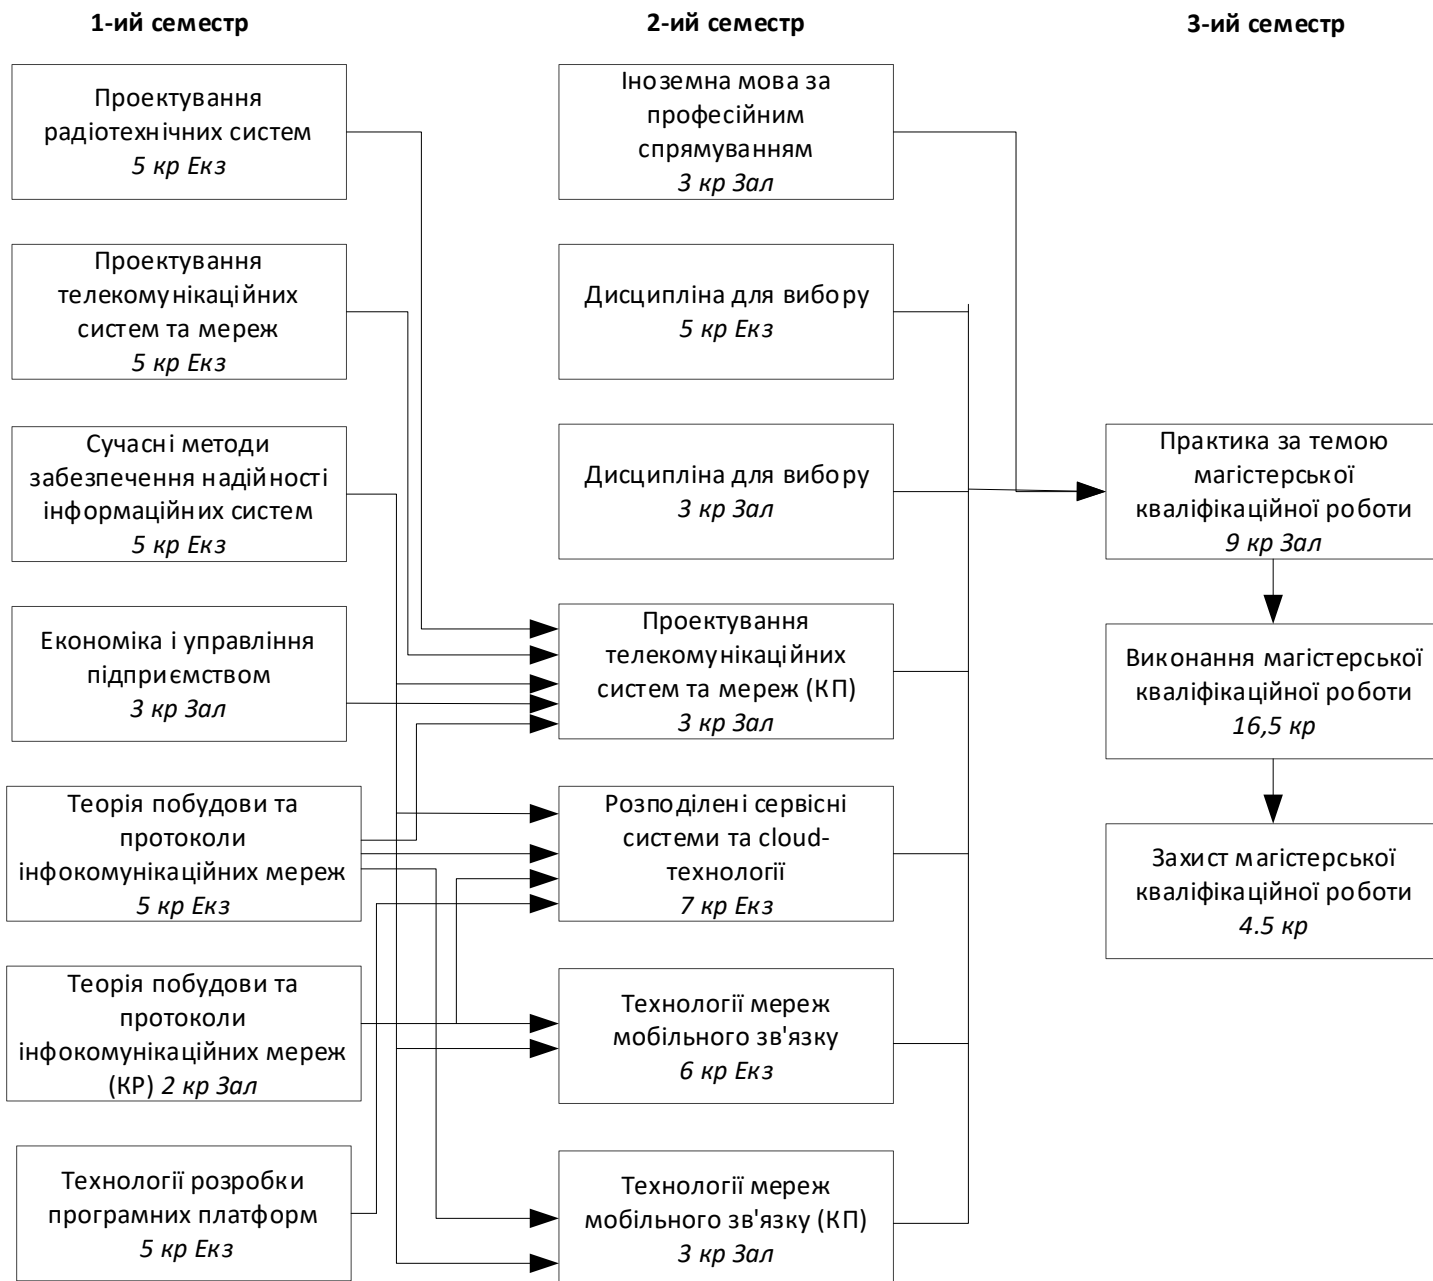 1-ий семестр
Проектування
радіотехнічних систем
5 кр Екз
Проектування
телекомунікаційних
систем та мереж
5 кр Екз
Сучасні методи
забезпечення надійності
інформаційних систем
5 кр Екз
Економіка і управління
підприємством
3 кр Зал
Теорія побудови та
протоколи
інфокомунікаційних мереж
5 кр Екз
Теорія побудови та
протоколи
інфокомунікаційних мереж
(КР) 2 кр Зал
Технології розробки
програмних платформ
5 кр Екз
2-ий семестр
Іноземна мова за
професійним
спрямуванням
3 кр Зал
Дисципліна для вибору
5 кр Екз
Дисципліна для вибору
3 кр Зал
Проектування
телекомунікаційних
систем та мереж (КП)
3 кр Зал
Розподілені сервісні
системи та cloud-
технології
7 кр Екз
Технології мереж
мобільного зв'язку
6 кр Екз
Технології мереж
мобільного зв'язку (КП)
3 кр Зал
3-ий семестр
Практика за темою
магістерської
кваліфікаційної роботи
9 кр Зал
Виконання магістерської
кваліфікаційної роботи
16,5 кр
Захист магістерської
кваліфікаційної роботи
4.5 кр